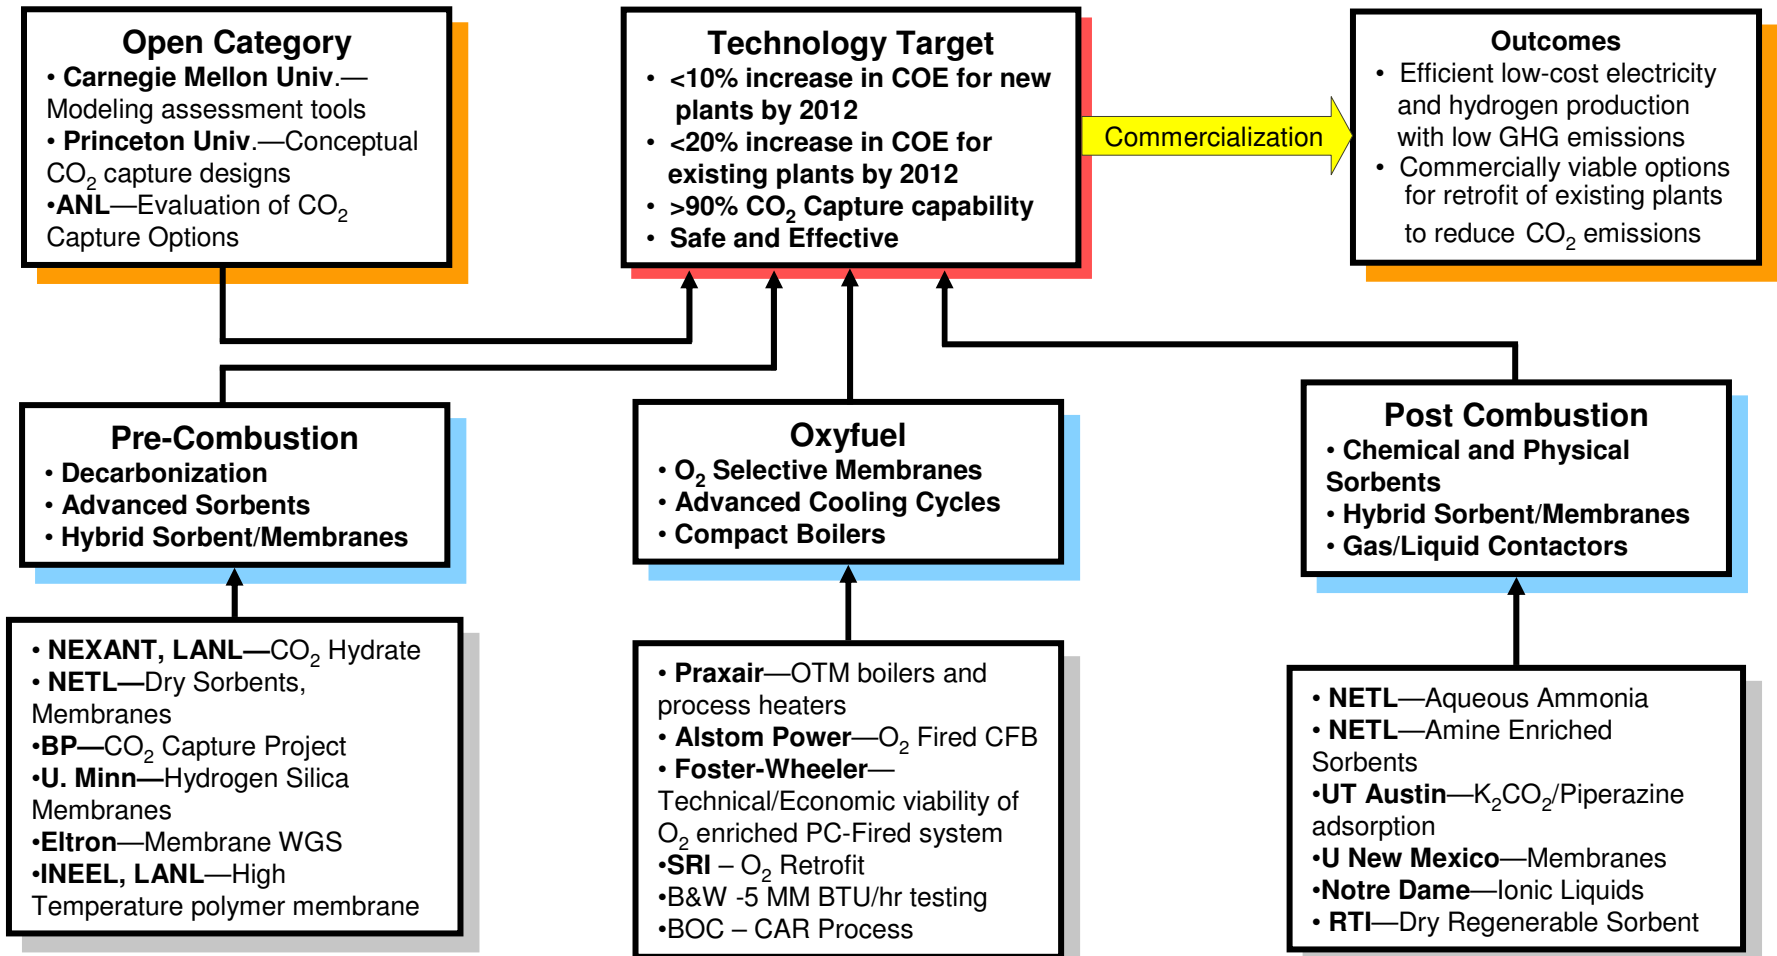 Open Category
• Carnegie Mellon Univ.—
Modeling assessment tools
• Princeton Univ.—Conceptual
CO₂ capture designs
•ANL—Evaluation of CO₂
Capture Options
Technology Target
• <10% increase in COE for new
plants by 2012
• <20% increase in COE for
existing plants by 2012
• >90% CO₂ Capture capability
• Safe and Effective
Commercialization
Outcomes
• Efficient low-cost electricity
and hydrogen production
with low GHG emissions
• Commercially viable options
for retrofit of existing plants
to reduce CO₂ emissions
Pre-Combustion
• Decarbonization
• Advanced Sorbents
• Hybrid Sorbent/Membranes
Oxyfuel
• O₂ Selective Membranes
• Advanced Cooling Cycles
• Compact Boilers
Post Combustion
• Chemical and Physical
Sorbents
• Hybrid Sorbent/Membranes
• Gas/Liquid Contactors
• NEXANT, LANL—CO₂ Hydrate
• NETL—Dry Sorbents,
Membranes
•BP—CO₂ Capture Project
•U. Minn—Hydrogen Silica
Membranes
•Eltron—Membrane WGS
•INEEL, LANL—High
Temperature polymer membrane
• Praxair—OTM boilers and
process heaters
• Alstom Power—O₂ Fired CFB
• Foster-Wheeler—
Technical/Economic viability of
O₂ enriched PC-Fired system
•SRI – O₂ Retrofit
•B&W -5 MM BTU/hr testing
•BOC – CAR Process
• NETL—Aqueous Ammonia
• NETL—Amine Enriched
Sorbents
•UT Austin—K₂CO₂/Piperazine
adsorption
•U New Mexico—Membranes
•Notre Dame—Ionic Liquids
• RTI—Dry Regenerable Sorbent